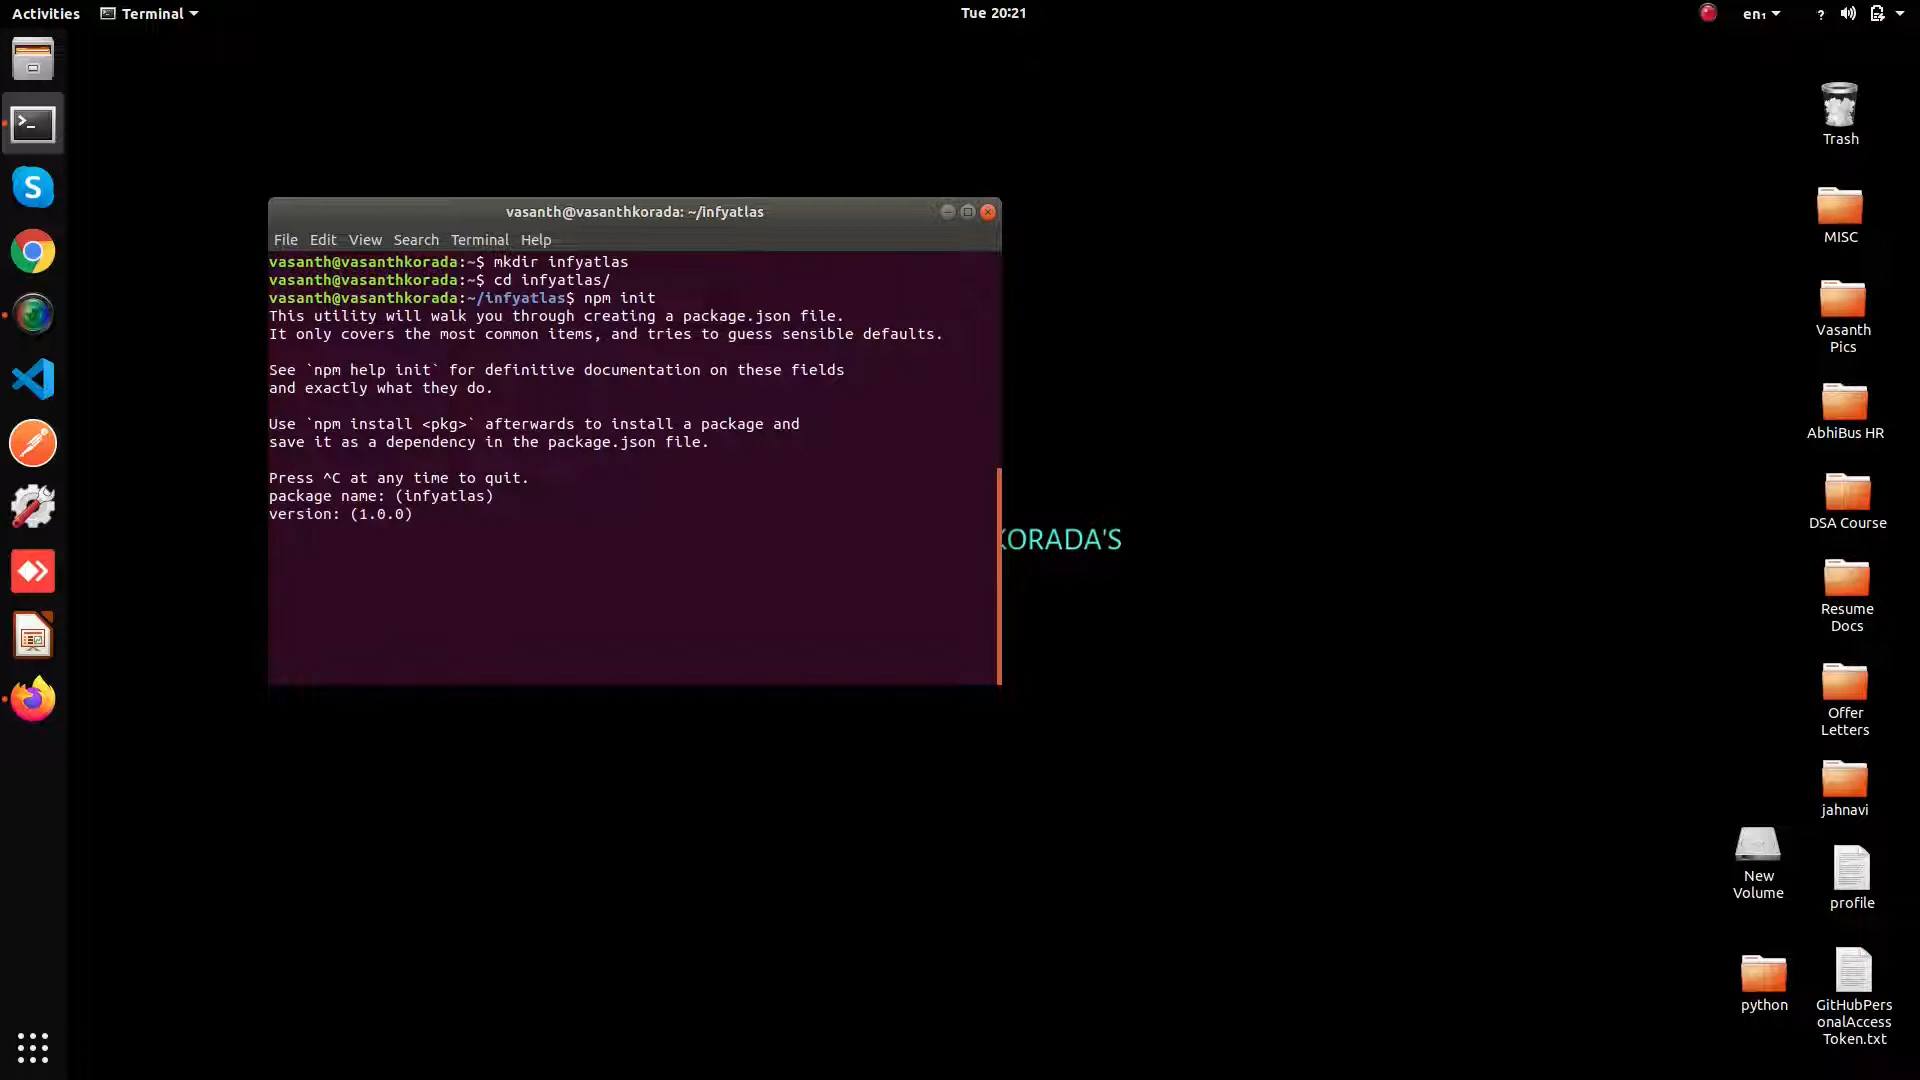 Activities
Terminal
Tue 20:21
en₁
?
vasanth@vasanthkorada: ~/infyatlas
File Edit View Search Terminal Help
vasanth@vasanthkorada:~$ mkdir infyatlas
vasanth@vasanthkorada:~$ cd infyatlas/
vasanth@vasanthkorada:~/infyatlas$ npm init
This utility will walk you through creating a package.json file.
It only covers the most common items, and tries to guess sensible defaults.
See `npm help init` for definitive documentation on these fields
and exactly what they do.
Use `npm install <pkg>` afterwards to install a package and
save it as a dependency in the package.json file.
Press ^C at any time to quit.
package name: (infyatlas)
version: (1.0.0)
KORADA'S
Trash
MISC
Vasanth
Pics
AbhiBus HR
DSA Course
Resume
Docs
Offer
Letters
jahnavi
New
Volume
profile
python
GitHubPers
onalAccess
Token.txt